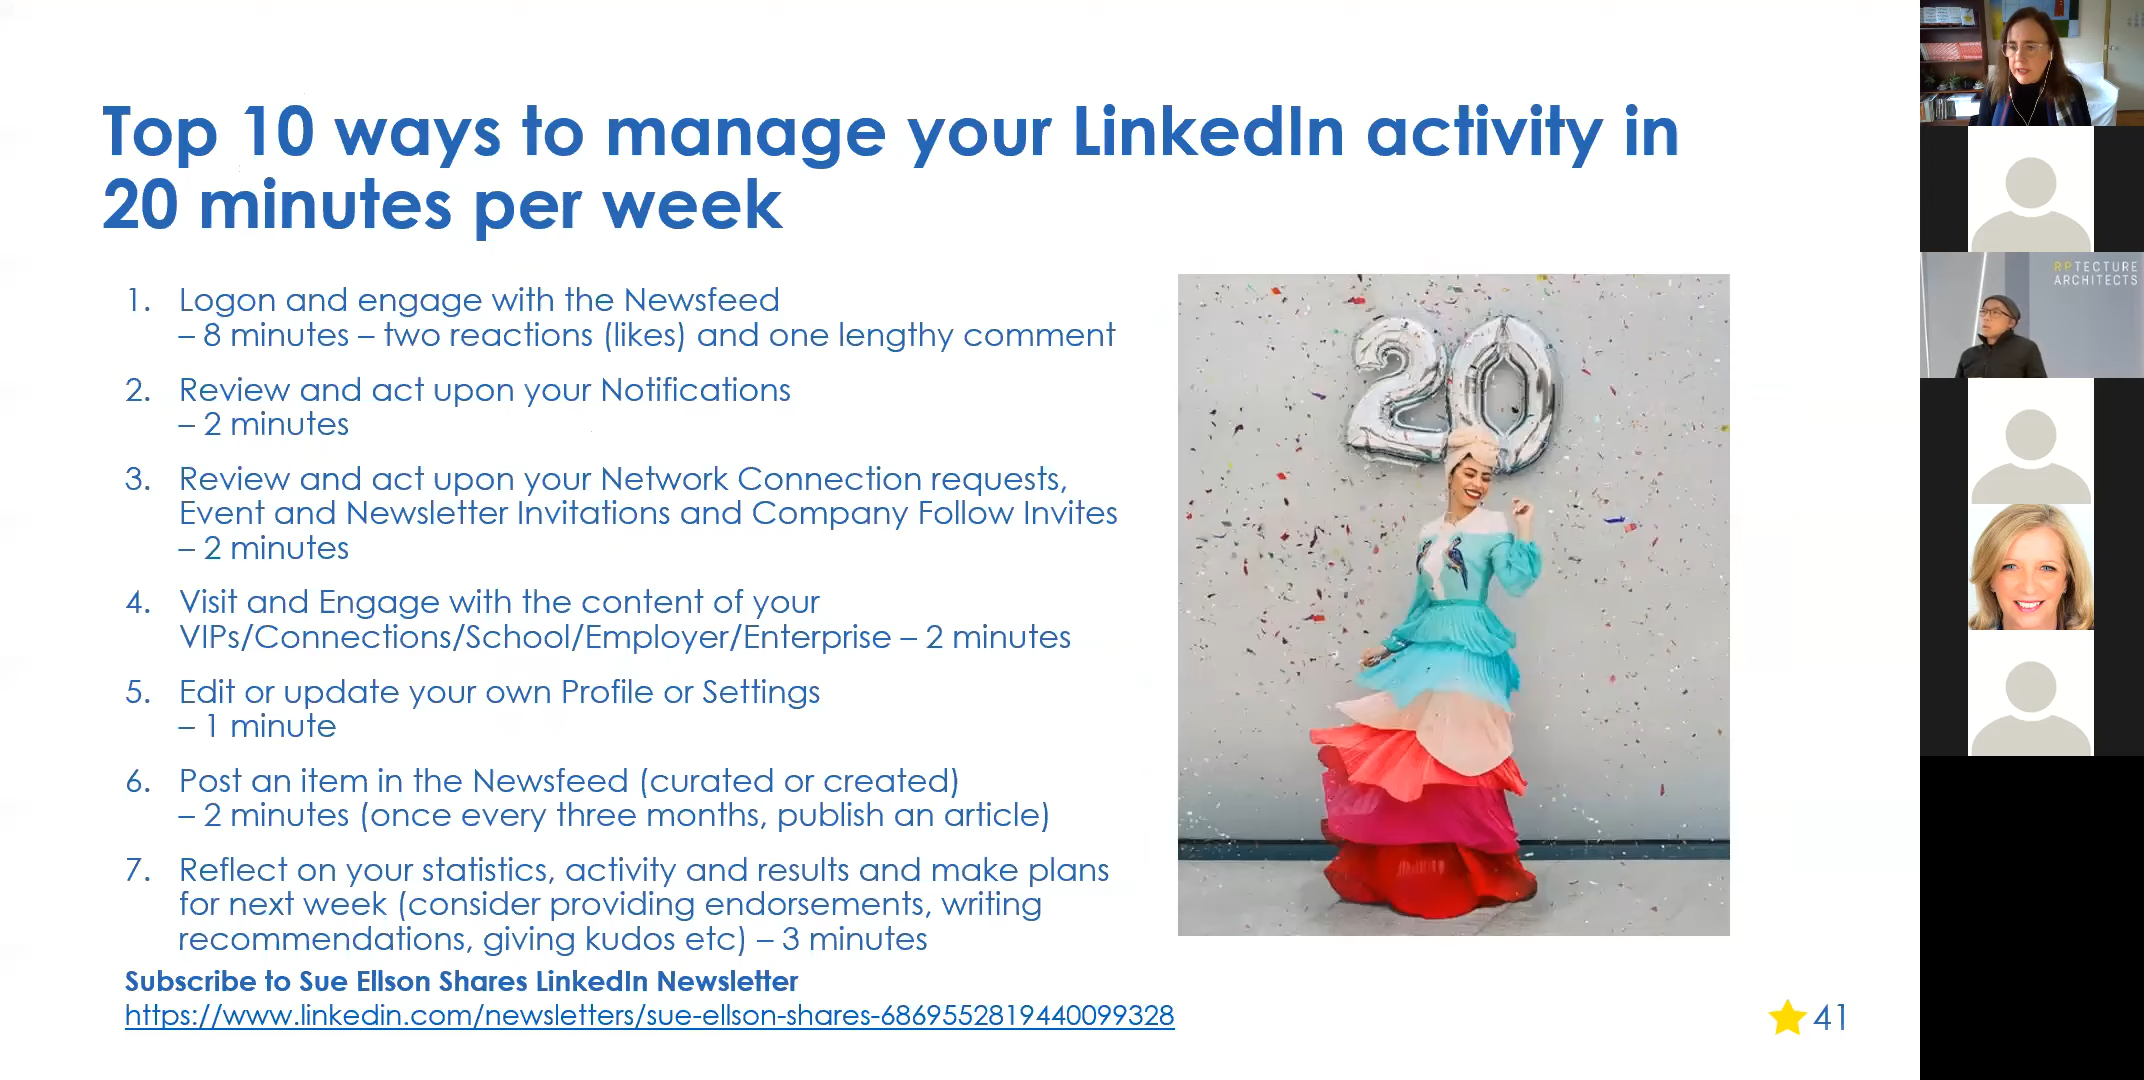 Top 10 ways to manage your LinkedIn activity in
20 minutes per week
1. Logon and engage with the Newsfeed
– 8 minutes – two reactions (likes) and one lengthy comment
2. Review and act upon your Notifications
– 2 minutes
3. Review and act upon your Network Connection requests,
Event and Newsletter Invitations and Company Follow Invites
– 2 minutes
4. Visit and Engage with the content of your
VIPs/Connections/School/Employer/Enterprise – 2 minutes
5. Edit or update your own Profile or Settings
– 1 minute
6. Post an item in the Newsfeed (curated or created)
– 2 minutes (once every three months, publish an article)
7. Reflect on your statistics, activity and results and make plans
for next week (consider providing endorsements, writing
recommendations, giving kudos etc) – 3 minutes
Subscribe to Sue Ellson Shares LinkedIn Newsletter
https://www.linkedin.com/newsletters/sue-ellson-shares-6869552819440099328
41
20
RPTECTURE
ARCHITECTS